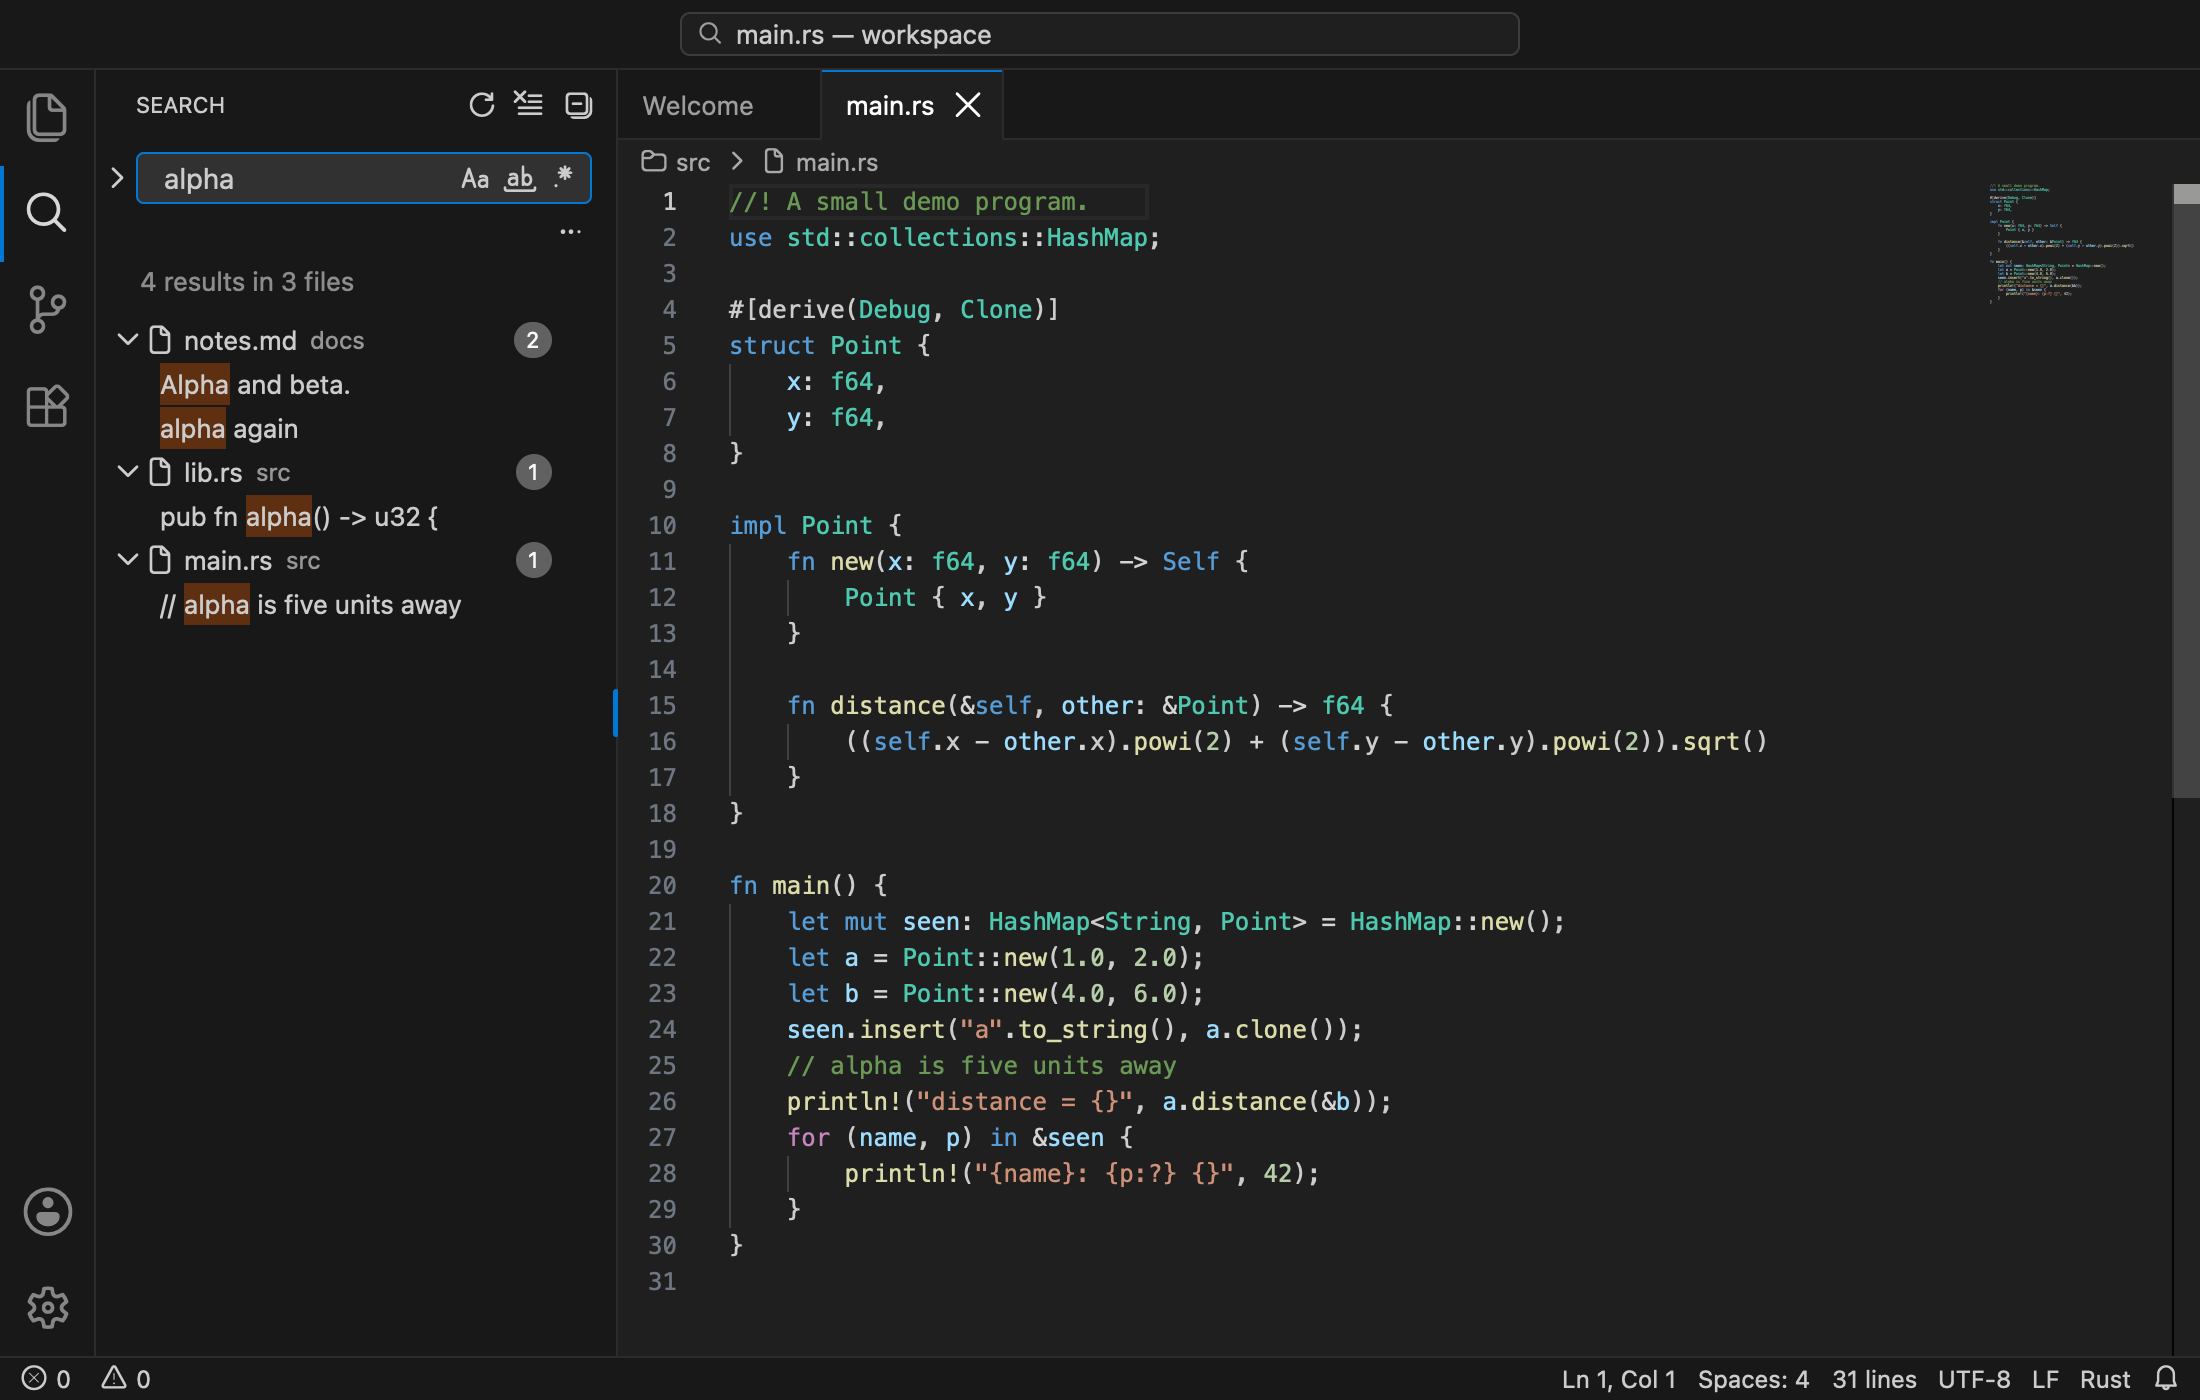 main.rs — workspace
SEARCH
alpha
Aa ab .*
...
4 results in 3 files
notes.md docs 2
Alpha and beta.
alpha again
lib.rs src 1
pub fn alpha() -> u32 {
main.rs src 1
// alpha is five units away
Welcome
main.rs
src > main.rs
1 //! A small demo program.
2 use std::collections::HashMap;
3
4 #[derive(Debug, Clone)]
5 struct Point {
6     x: f64,
7     y: f64,
8 }
9
10 impl Point {
11     fn new(x: f64, y: f64) -> Self {
12         Point { x, y }
13     }
14
15     fn distance(&self, other: &Point) -> f64 {
16         ((self.x - other.x).powi(2) + (self.y - other.y).powi(2)).sqrt()
17     }
18 }
19
20 fn main() {
21     let mut seen: HashMap<String, Point> = HashMap::new();
22     let a = Point::new(1.0, 2.0);
23     let b = Point::new(4.0, 6.0);
24     seen.insert("a".to_string(), a.clone());
25     // alpha is five units away
26     println!("distance = {}", a.distance(&b));
27     for (name, p) in &seen {
28         println!("{name}: {p:?} {}", 42);
29     }
30 }
31
0 0
Ln 1, Col 1 Spaces: 4 31 lines UTF-8 LF Rust